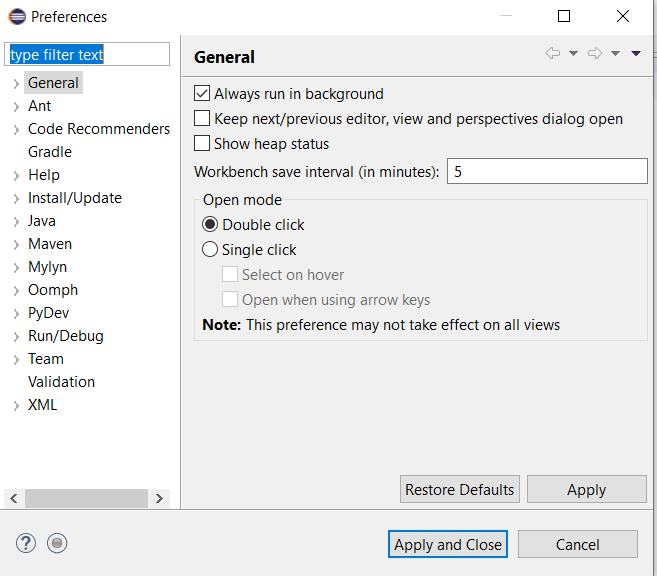 Preferences
type filter text
General
Ant
Code Recommenders
Gradle
Help
Install/Update
Java
Maven
Mylyn
Oomph
PyDev
Run/Debug
Team
Validation
XML
General
Always run in background
Keep next/previous editor, view and perspectives dialog open
Show heap status
Workbench save interval (in minutes): 5
Open mode
Double click
Single click
Select on hover
Open when using arrow keys
Note: This preference may not take effect on all views
Restore Defaults Apply
? Apply and Close Cancel